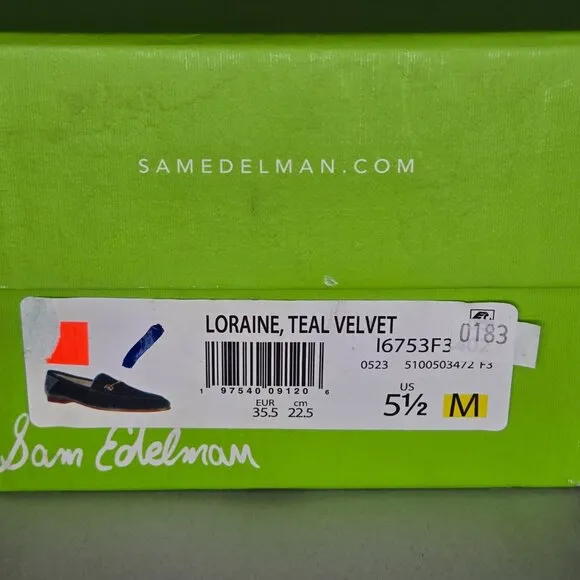 SAMEDELMAN.COM
LORAINE, TEAL VELVET
I6753F3
0183
0523 5100503472 F3
1 97540 09120 6
EUR cm
35.5 22.5
US
5½ M
Sam Edelman